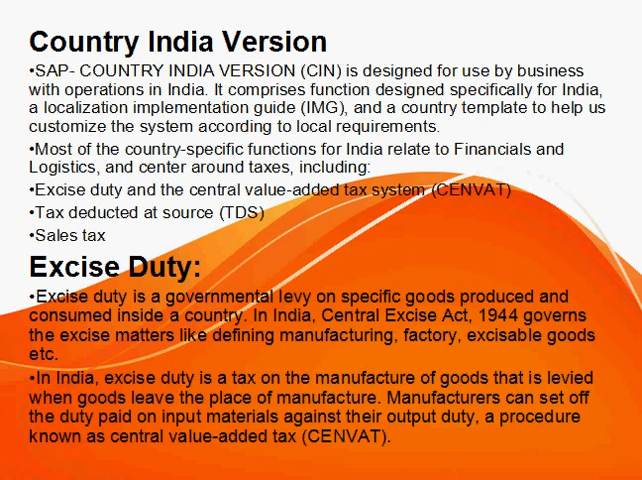 Country India Version
•SAP- COUNTRY INDIA VERSION (CIN) is designed for use by business
with operations in India. It comprises function designed specifically for India,
a localization implementation guide (IMG), and a country template to help us
customize the system according to local requirements.
•Most of the country-specific functions for India relate to Financials and
Logistics, and center around taxes, including:
•Excise duty and the central value-added tax system (CENVAT)
•Tax deducted at source (TDS)
•Sales tax
Excise Duty:
•Excise duty is a governmental levy on specific goods produced and
consumed inside a country. In India, Central Excise Act, 1944 governs
the excise matters like defining manufacturing, factory, excisable goods
etc.
•In India, excise duty is a tax on the manufacture of goods that is levied
when goods leave the place of manufacture. Manufacturers can set off
the duty paid on input materials against their output duty, a procedure
known as central value-added tax (CENVAT).